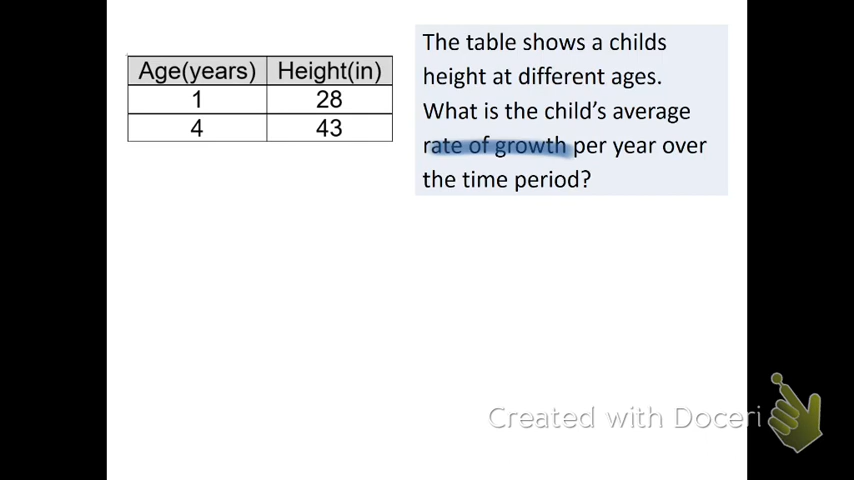 Age(years) Height(in)
1 28
4 43
The table shows a childs
height at different ages.
What is the child’s average
rate of growth per year over
the time period?
Created with Doceri